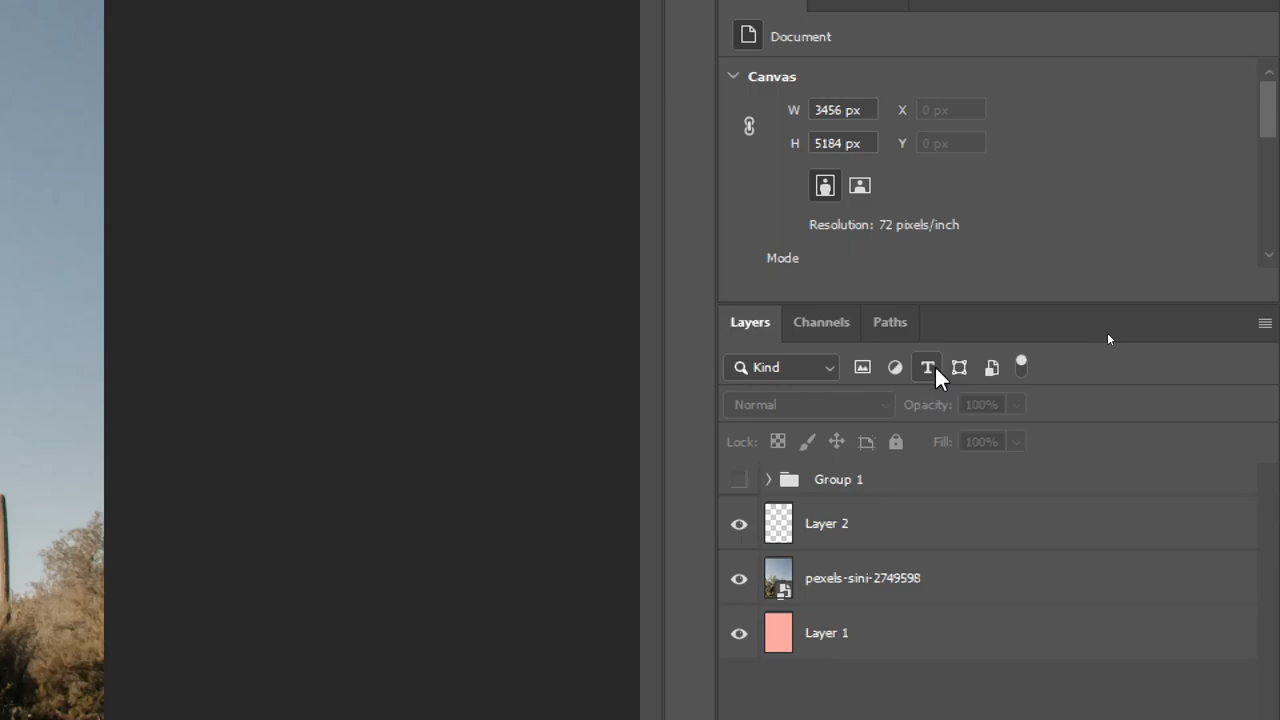 Document
Canvas
W 3456 px X 0 px
H 5184 px Y 0 px
Resolution: 72 pixels/inch
Mode
Layers Channels Paths
Kind T
Normal Opacity: 100%
Lock: Fill: 100%
Group 1
Layer 2
pexels-sini-2749598
Layer 1